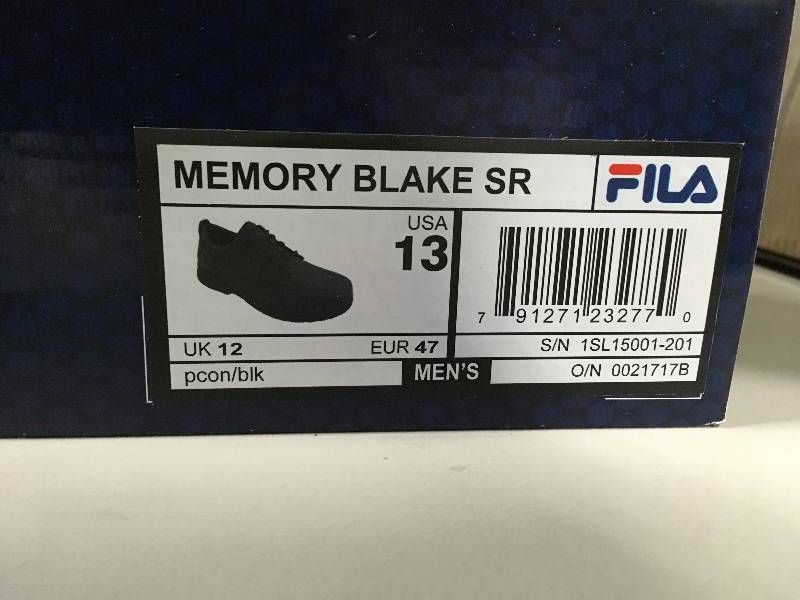 MEMORY BLAKE SR
FILA
USA
13
7 91271 23277 0
UK 12
EUR 47
S/N 1SL15001-201
pcon/blk
MEN'S
O/N 0021717B